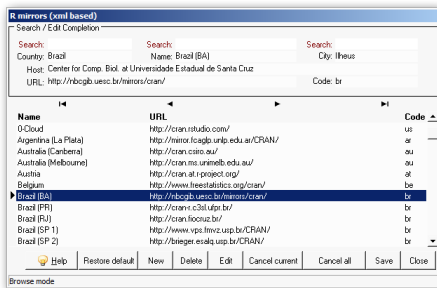 R mirrors (xml based)
Search / Edit Completion
Search: Search: Search:
Country: Brazil Name: Brazil (BA) City: Ilheus
Host: Center for Comp. Biol. at Universidade Estadual de Santa Cruz
URL: http://nbcgib.uesc.br/mirrors/cran/ Code: br
Name URL Code
0-Cloud http://cran.rstudio.com/ us
Argentina (La Plata) http://mirror.fcaglp.unlp.edu.ar/CRAN/ ar
Australia (Canberra) http://cran.csiro.au/ au
Australia (Melbourne) http://cran.ms.unimelb.edu.au/ au
Austria http://cran.at.r-project.org/ at
Belgium http://www.freestatistics.org/cran/ be
Brazil (BA) http://nbcgib.uesc.br/mirrors/cran/ br
Brazil (PR) http://cran-r.c3sl.ufpr.br/ br
Brazil (RJ) http://cran.fiocruz.br/ br
Brazil (SP 1) http://www.vps.fmvz.usp.br/CRAN/ br
Brazil (SP 2) http://brieger.esalq.usp.br/CRAN/ br
Help Restore default New Delete Edit Cancel current Cancel all Save Close
Browse mode